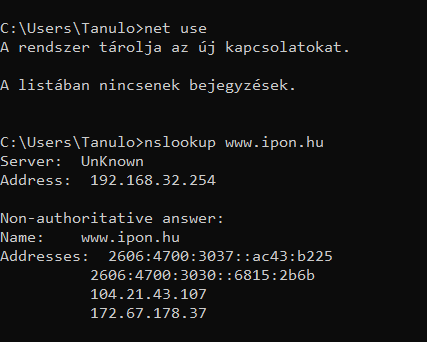 C:\Users\Tanulo>net use
A rendszer tárolja az új kapcsolatokat.
A listában nincsenek bejegyzések.
C:\Users\Tanulo>nslookup www.ipon.hu
Server:  UnKnown
Address:  192.168.32.254
Non-authoritative answer:
Name:    www.ipon.hu
Addresses:  2606:4700:3037::ac43:b225
2606:4700:3030::6815:2b6b
104.21.43.107
172.67.178.37